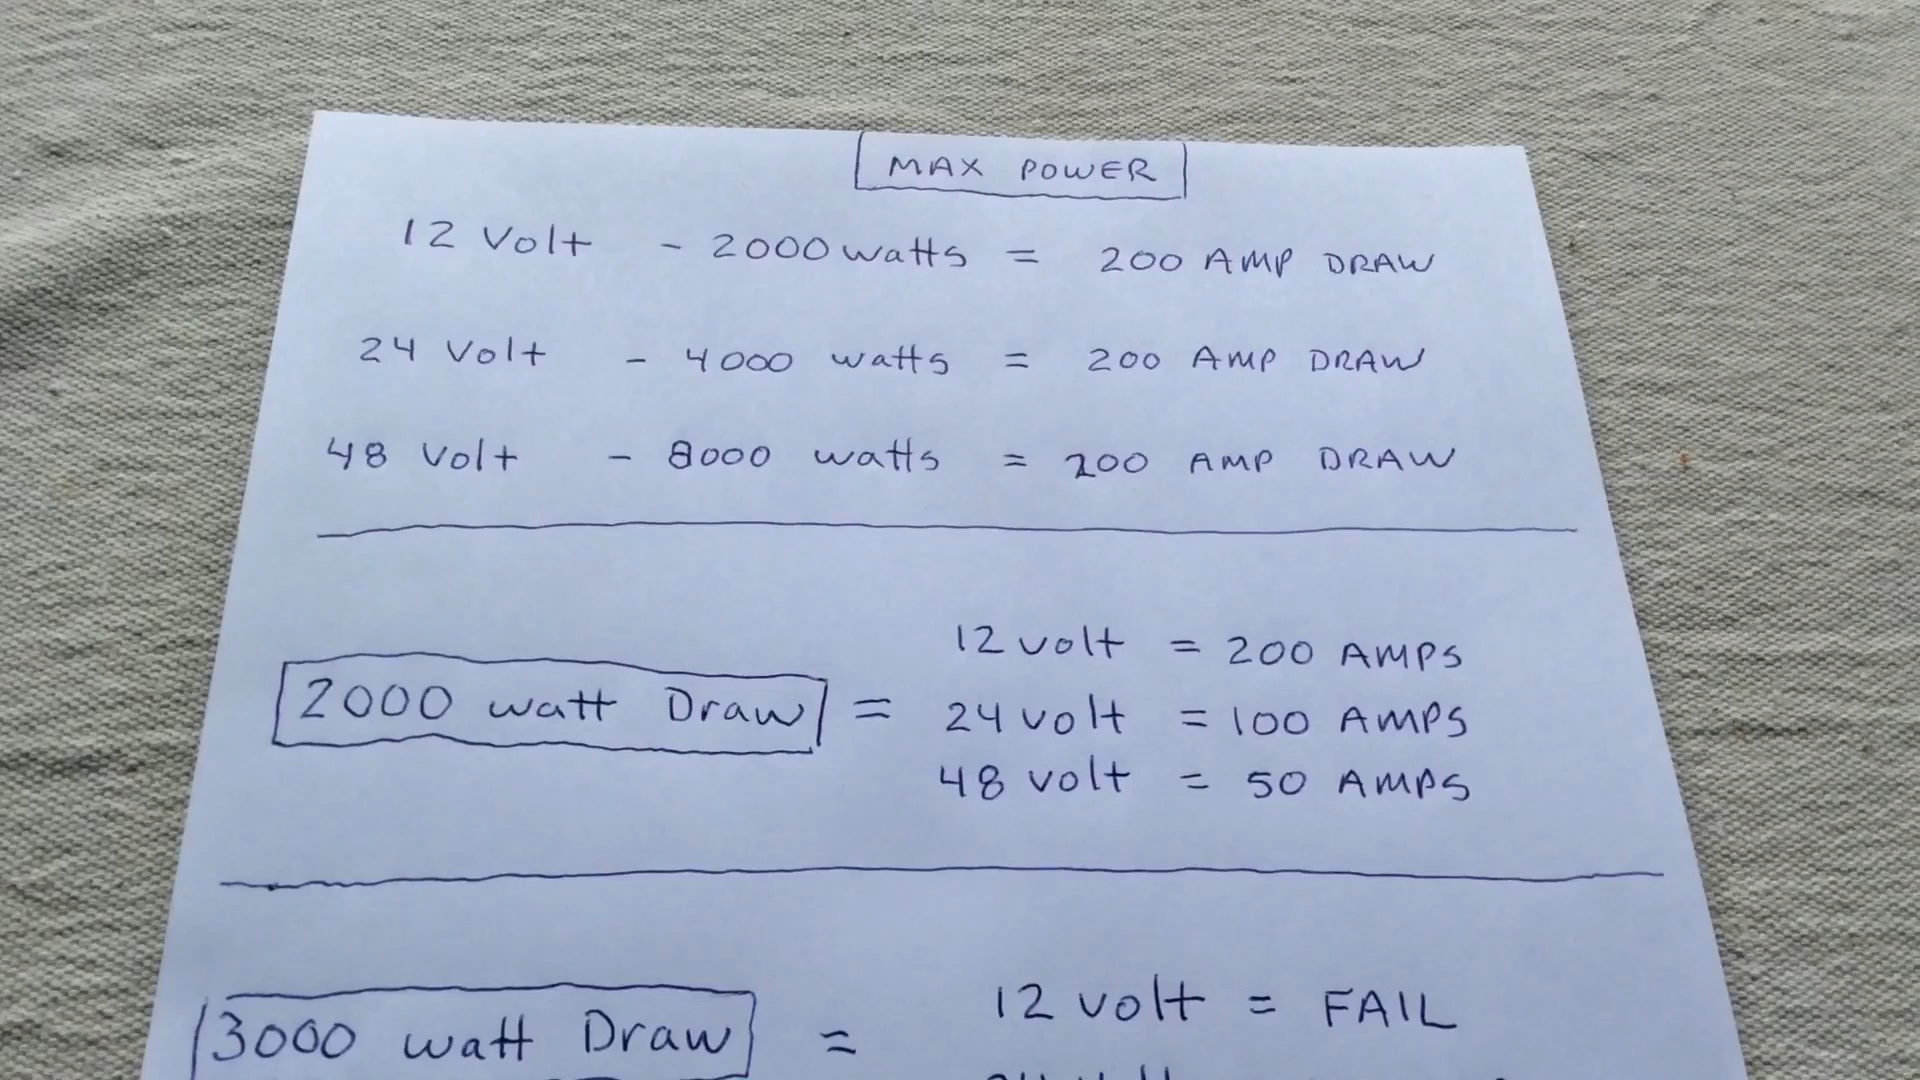 MAX POWER
12 Volt - 2000 watts = 200 AMP DRAW
24 Volt - 4000 watts = 200 AMP DRAW
48 Volt - 8000 watts = 200 AMP DRAW
12 volt = 200 AMPS
2000 watt Draw = 24 volt = 100 AMPS
48 volt = 50 AMPS
12 volt = FAIL
3000 watt Draw =